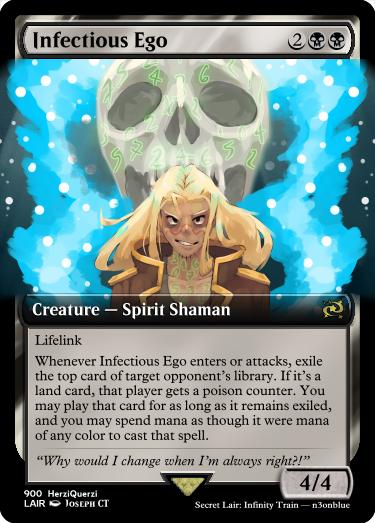 Infectious Ego 2
Creature — Spirit Shaman
Lifelink
Whenever Infectious Ego enters or attacks, exile
the top card of target opponent's library. If it's a
land card, that player gets a poison counter. You
may play that card for as long as it remains exiled,
and you may spend mana as though it were mana
of any color to cast that spell.
"Why would I change when I'm always right?!"
4/4
900 HerziQuerzi
LAIR Joseph CT
Secret Lair: Infinity Train — n3onblue